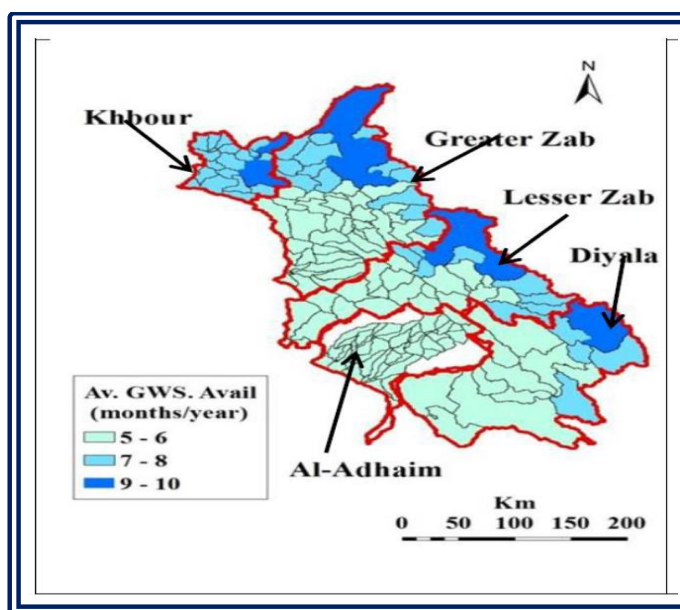 N
Khbour
Greater Zab
Lesser Zab
Diyala
Av. GWS. Avail
(months/year)
5 - 6
7 - 8
9 - 10
Al-Adhaim
Km
0 50 100 150 200